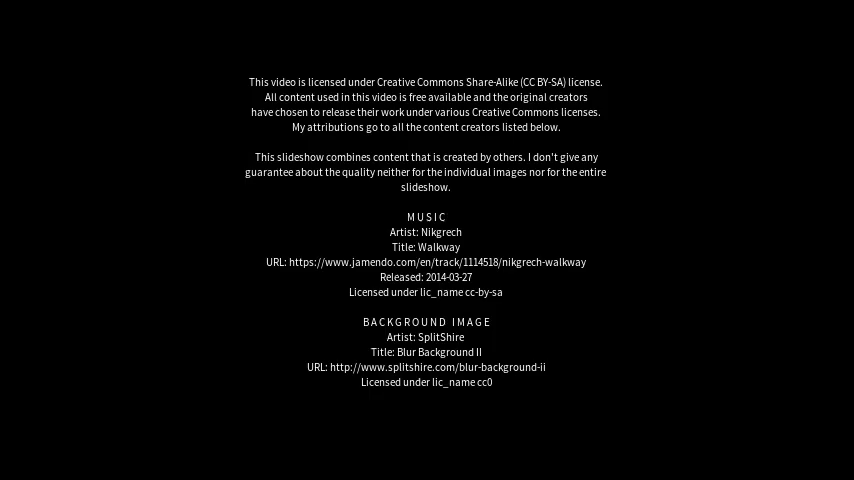 This video is licensed under Creative Commons Share-Alike (CC BY-SA) license.
All content used in this video is free available and the original creators
have chosen to release their work under various Creative Commons licenses.
My attributions go to all the content creators listed below.
This slideshow combines content that is created by others. I don't give any
guarantee about the quality neither for the individual images nor for the entire
slideshow.
M U S I C
Artist: Nikgrech
Title: Walkway
URL: https://www.jamendo.com/en/track/1114518/nikgrech-walkway
Released: 2014-03-27
Licensed under lic_name cc-by-sa
B A C K G R O U N D   I M A G E
Artist: SplitShire
Title: Blur Background II
URL: http://www.splitshire.com/blur-background-ii
Licensed under lic_name cc0